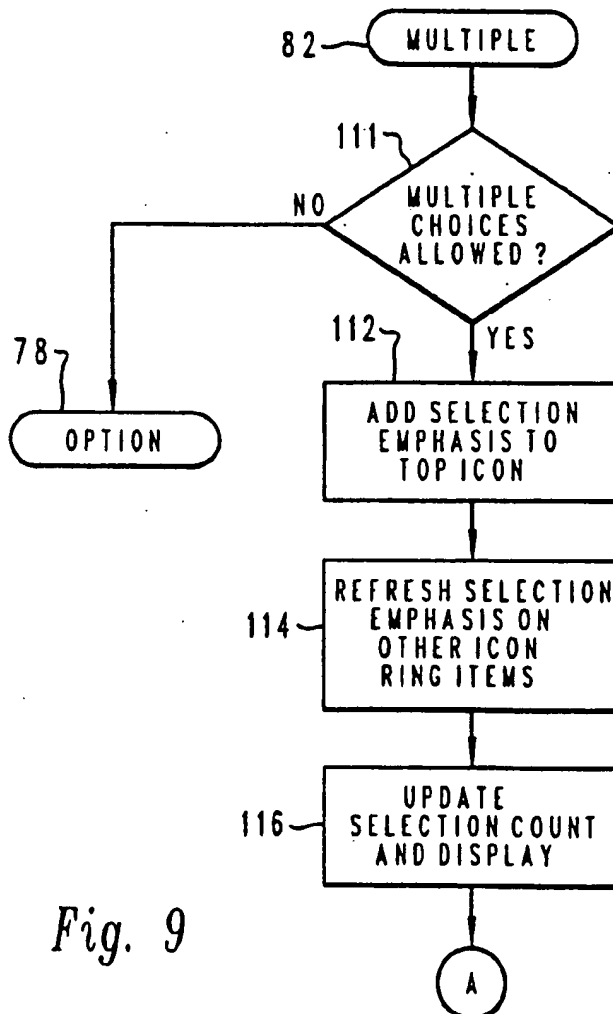 82
MULTIPLE
111
MULTIPLE
CHOICES
ALLOWED ?
NO
YES
78
OPTION
112
ADD SELECTION
EMPHASIS TO
TOP ICON
114
REFRESH SELECTION
EMPHASIS ON
OTHER ICON
RING ITEMS
116
UPDATE
SELECTION COUNT
AND DISPLAY
A
Fig. 9